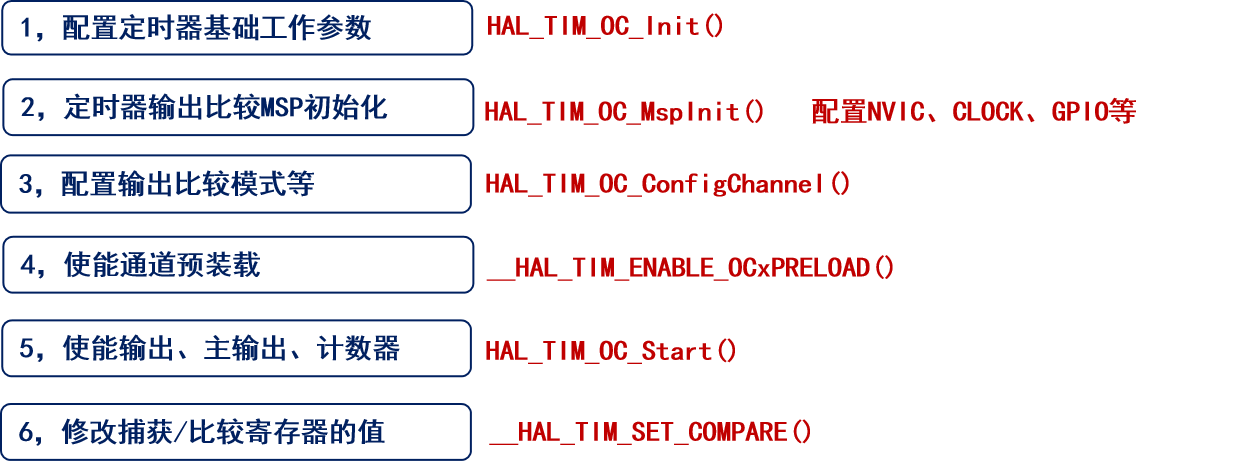 1，配置定时器基础工作参数 HAL_TIM_OC_Init()
2，定时器输出比较MSP初始化 HAL_TIM_OC_MspInit() 配置NVIC、CLOCK、GPIO等
3，配置输出比较模式等 HAL_TIM_OC_ConfigChannel()
4，使能通道预装载 __HAL_TIM_ENABLE_OCxPRELOAD()
5，使能输出、主输出、计数器 HAL_TIM_OC_Start()
6，修改捕获/比较寄存器的值 __HAL_TIM_SET_COMPARE()